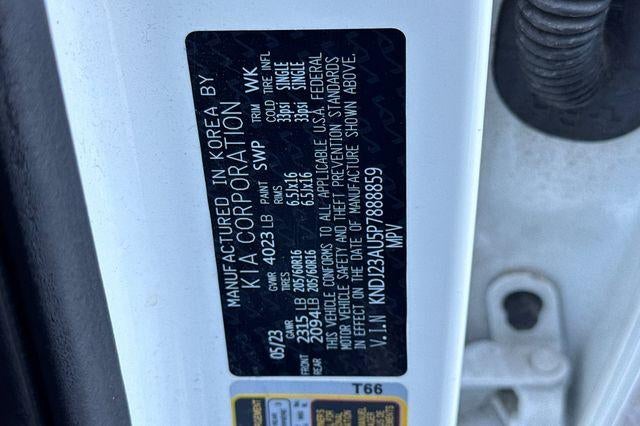 MANUFACTURED IN KOREA BY
KIA CORPORATION
05/23 GVWR 4023 LB PAINT SWP TRIM WK
GAWR TIRES RIMS COLD TIRE INFL
FRONT 2315 LB 205/60R16 6.5Jx16 33psi SINGLE
REAR 2094LB 205/60R16 6.5Jx16 33psi SINGLE
THIS VEHICLE CONFORMS TO ALL APPLICABLE U.S.A. FEDERAL
MOTOR VEHICLE SAFETY AND THEFT PREVENTION STANDARDS
IN EFFECT ON THE DATE OF MANUFACTURE SHOWN ABOVE.
V.I.N KNDJ23AU5P7888859
MPV
T66